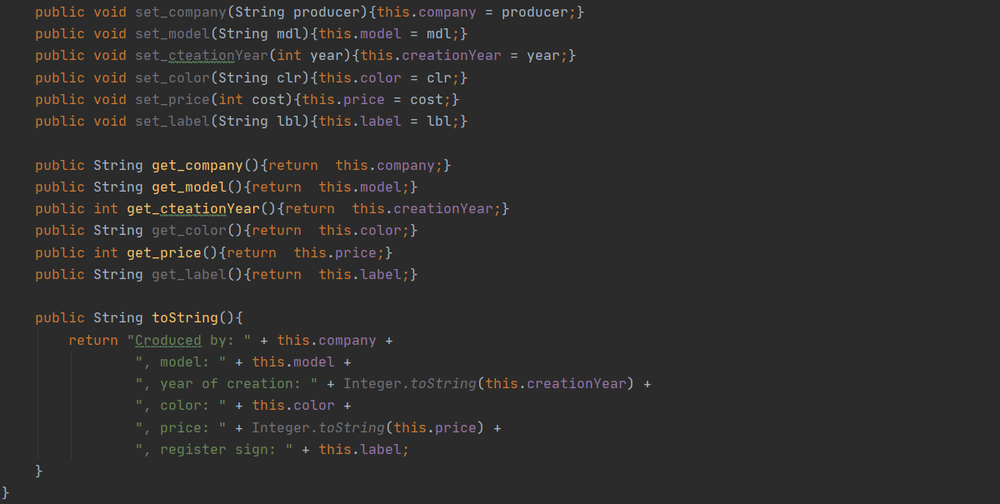 public void set_company(String producer){this.company = producer;}
public void set_model(String mdl){this.model = mdl;}
public void set_cteationYear(int year){this.creationYear = year;}
public void set_color(String clr){this.color = clr;}
public void set_price(int cost){this.price = cost;}
public void set_label(String lbl){this.label = lbl;}
public String get_company(){return  this.company;}
public String get_model(){return  this.model;}
public int get_cteationYear(){return  this.creationYear;}
public String get_color(){return  this.color;}
public int get_price(){return  this.price;}
public String get_label(){return  this.label;}
public String toString(){
return "Croduced by: " + this.company +
", model: " + this.model +
", year of creation: " + Integer.toString(this.creationYear) +
", color: " + this.color +
", price: " + Integer.toString(this.price) +
", register sign: " + this.label;
}
}